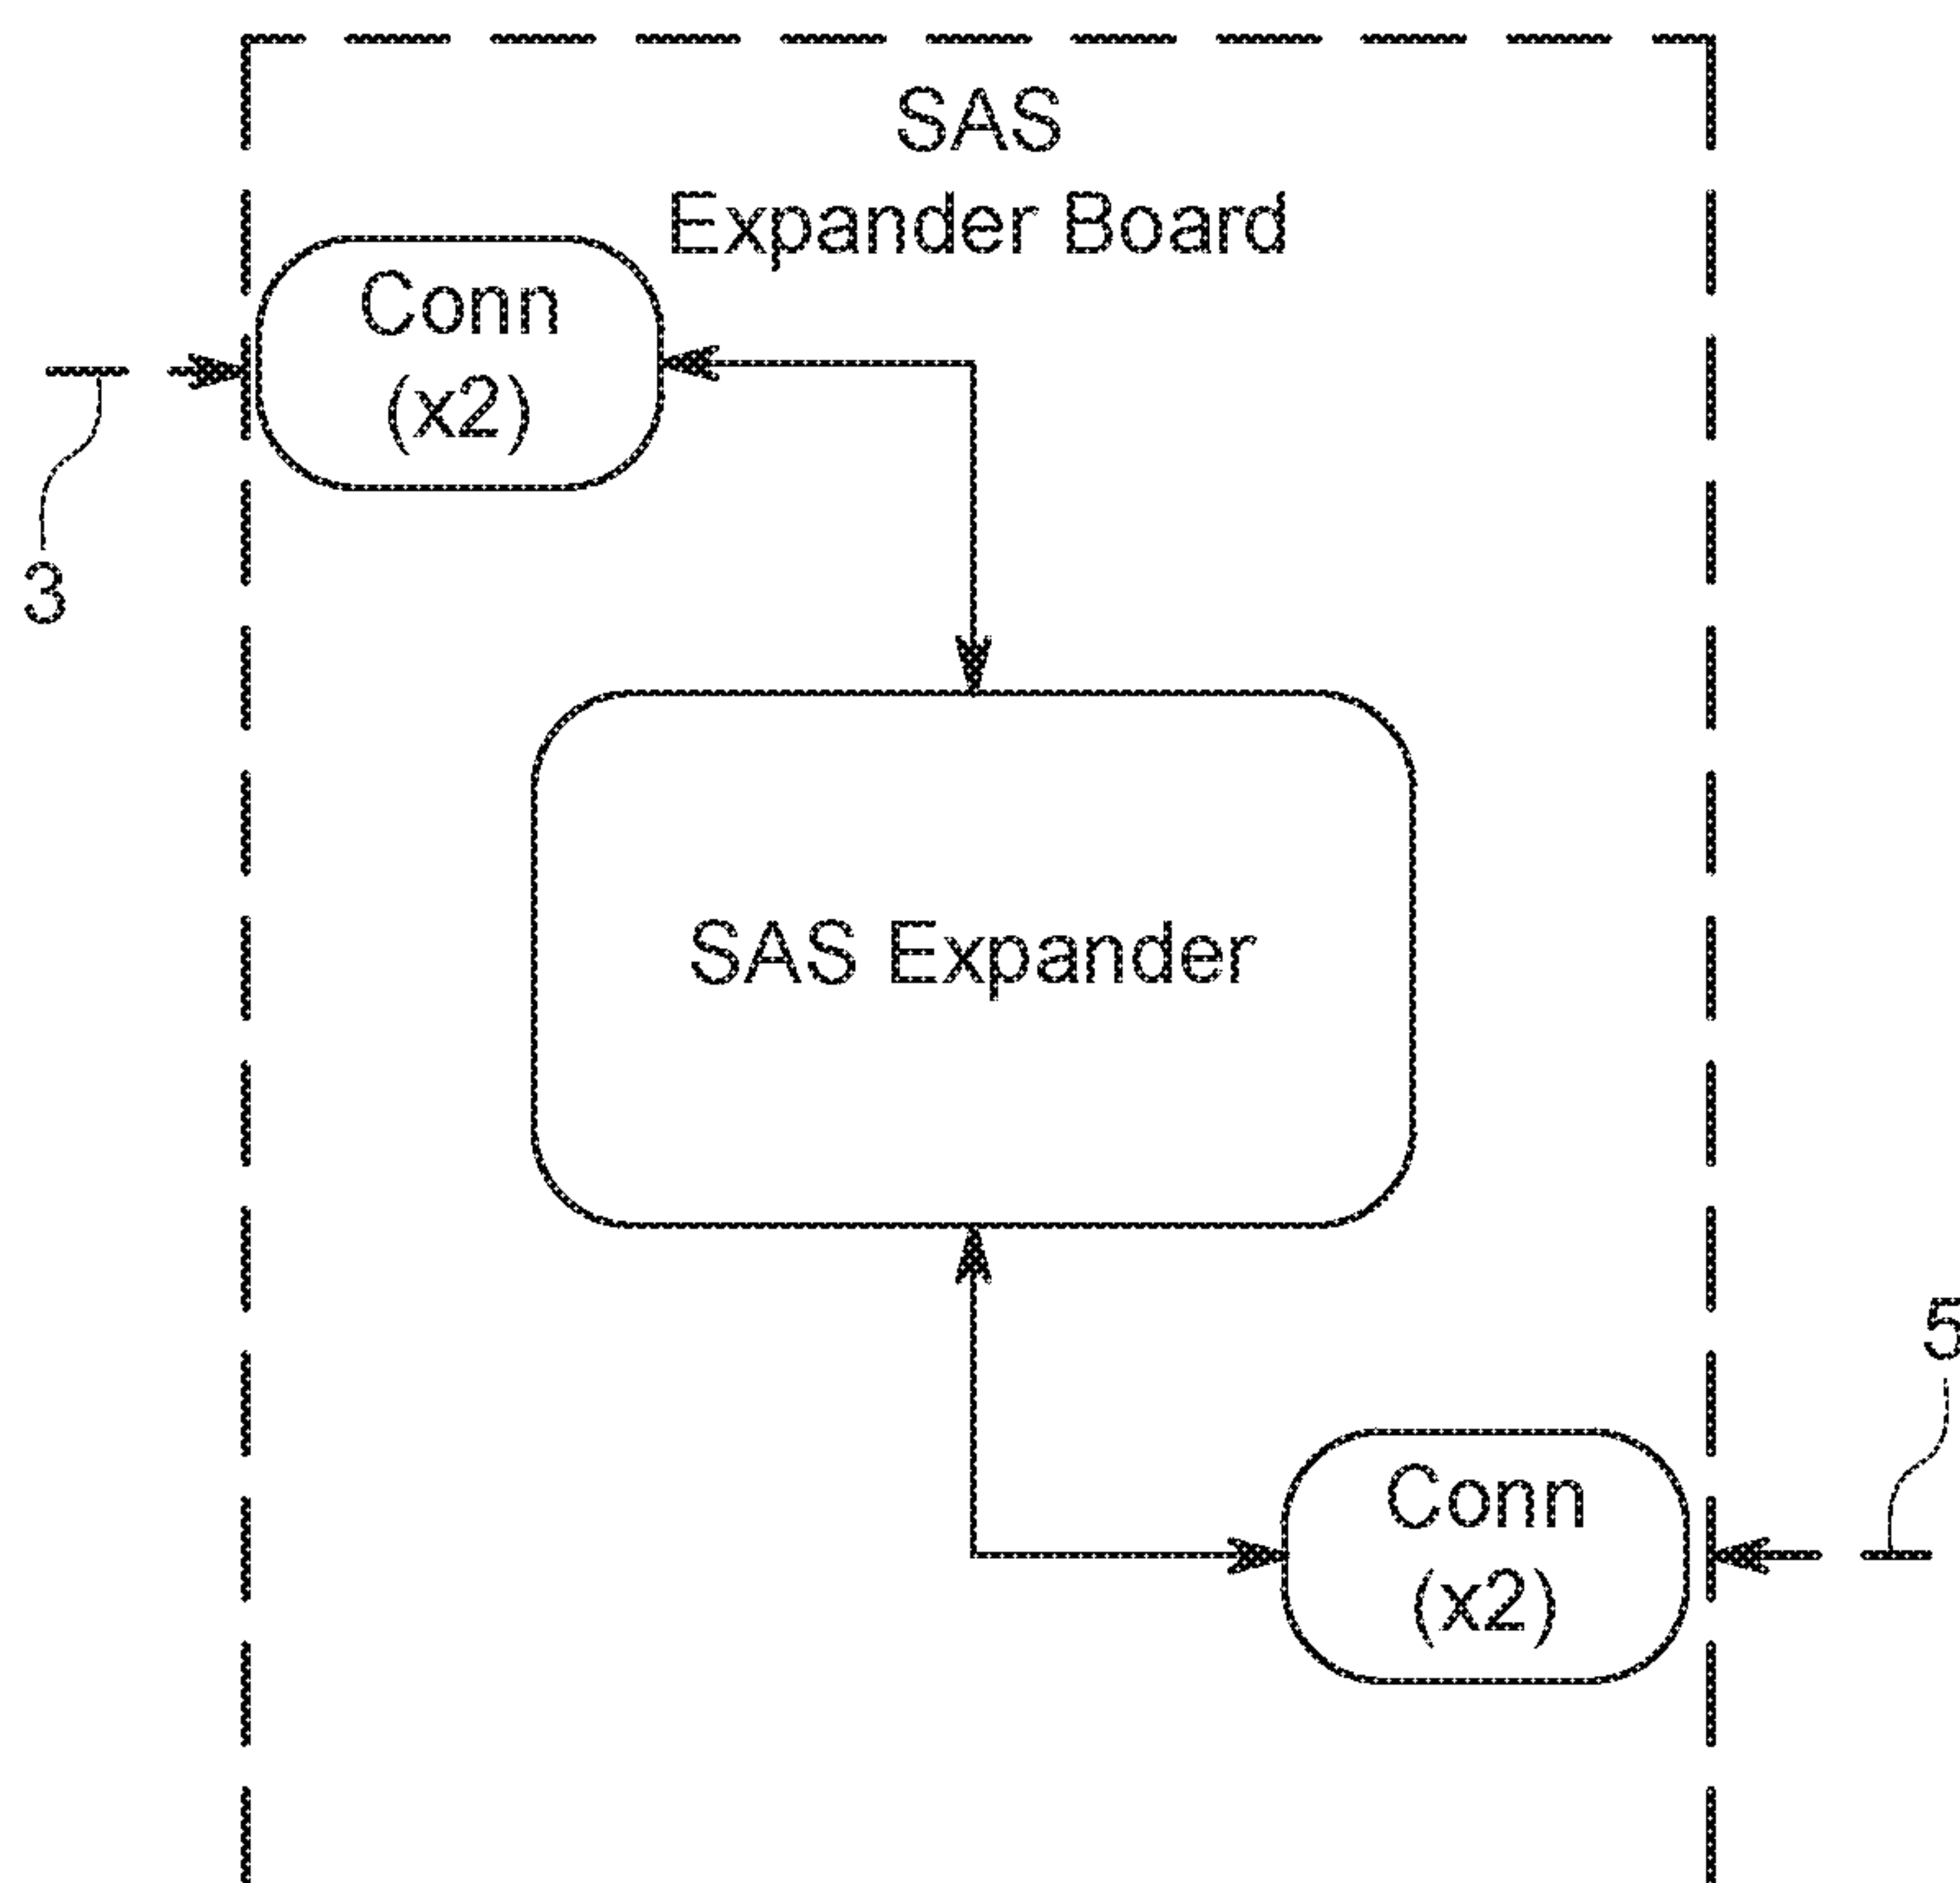 SAS
Expander Board
Conn
(x2)
3
SAS Expander
5
Conn
(x2)